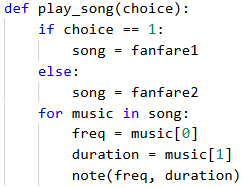 def play_song(choice):
    if choice == 1:
        song = fanfare1
    else:
        song = fanfare2
    for music in song:
        freq = music[0]
        duration = music[1]
        note(freq, duration)